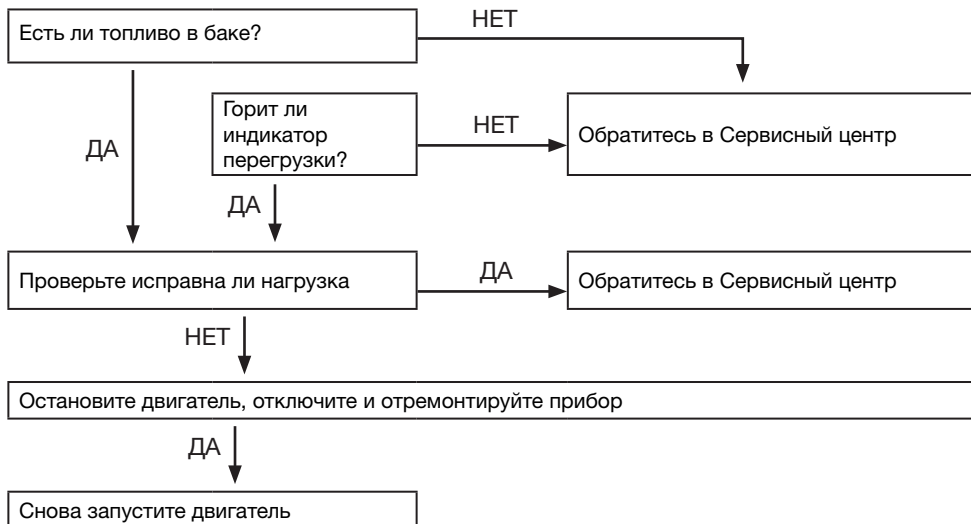 Есть ли топливо в баке?
НЕТ
ДА
Горит ли
индикатор
перегрузки?
НЕТ
Обратитесь в Сервисный центр
ДА
Проверьте исправна ли нагрузка
ДА
Обратитесь в Сервисный центр
НЕТ
Остановите двигатель, отключите и отремонтируйте прибор
ДА
Снова запустите двигатель